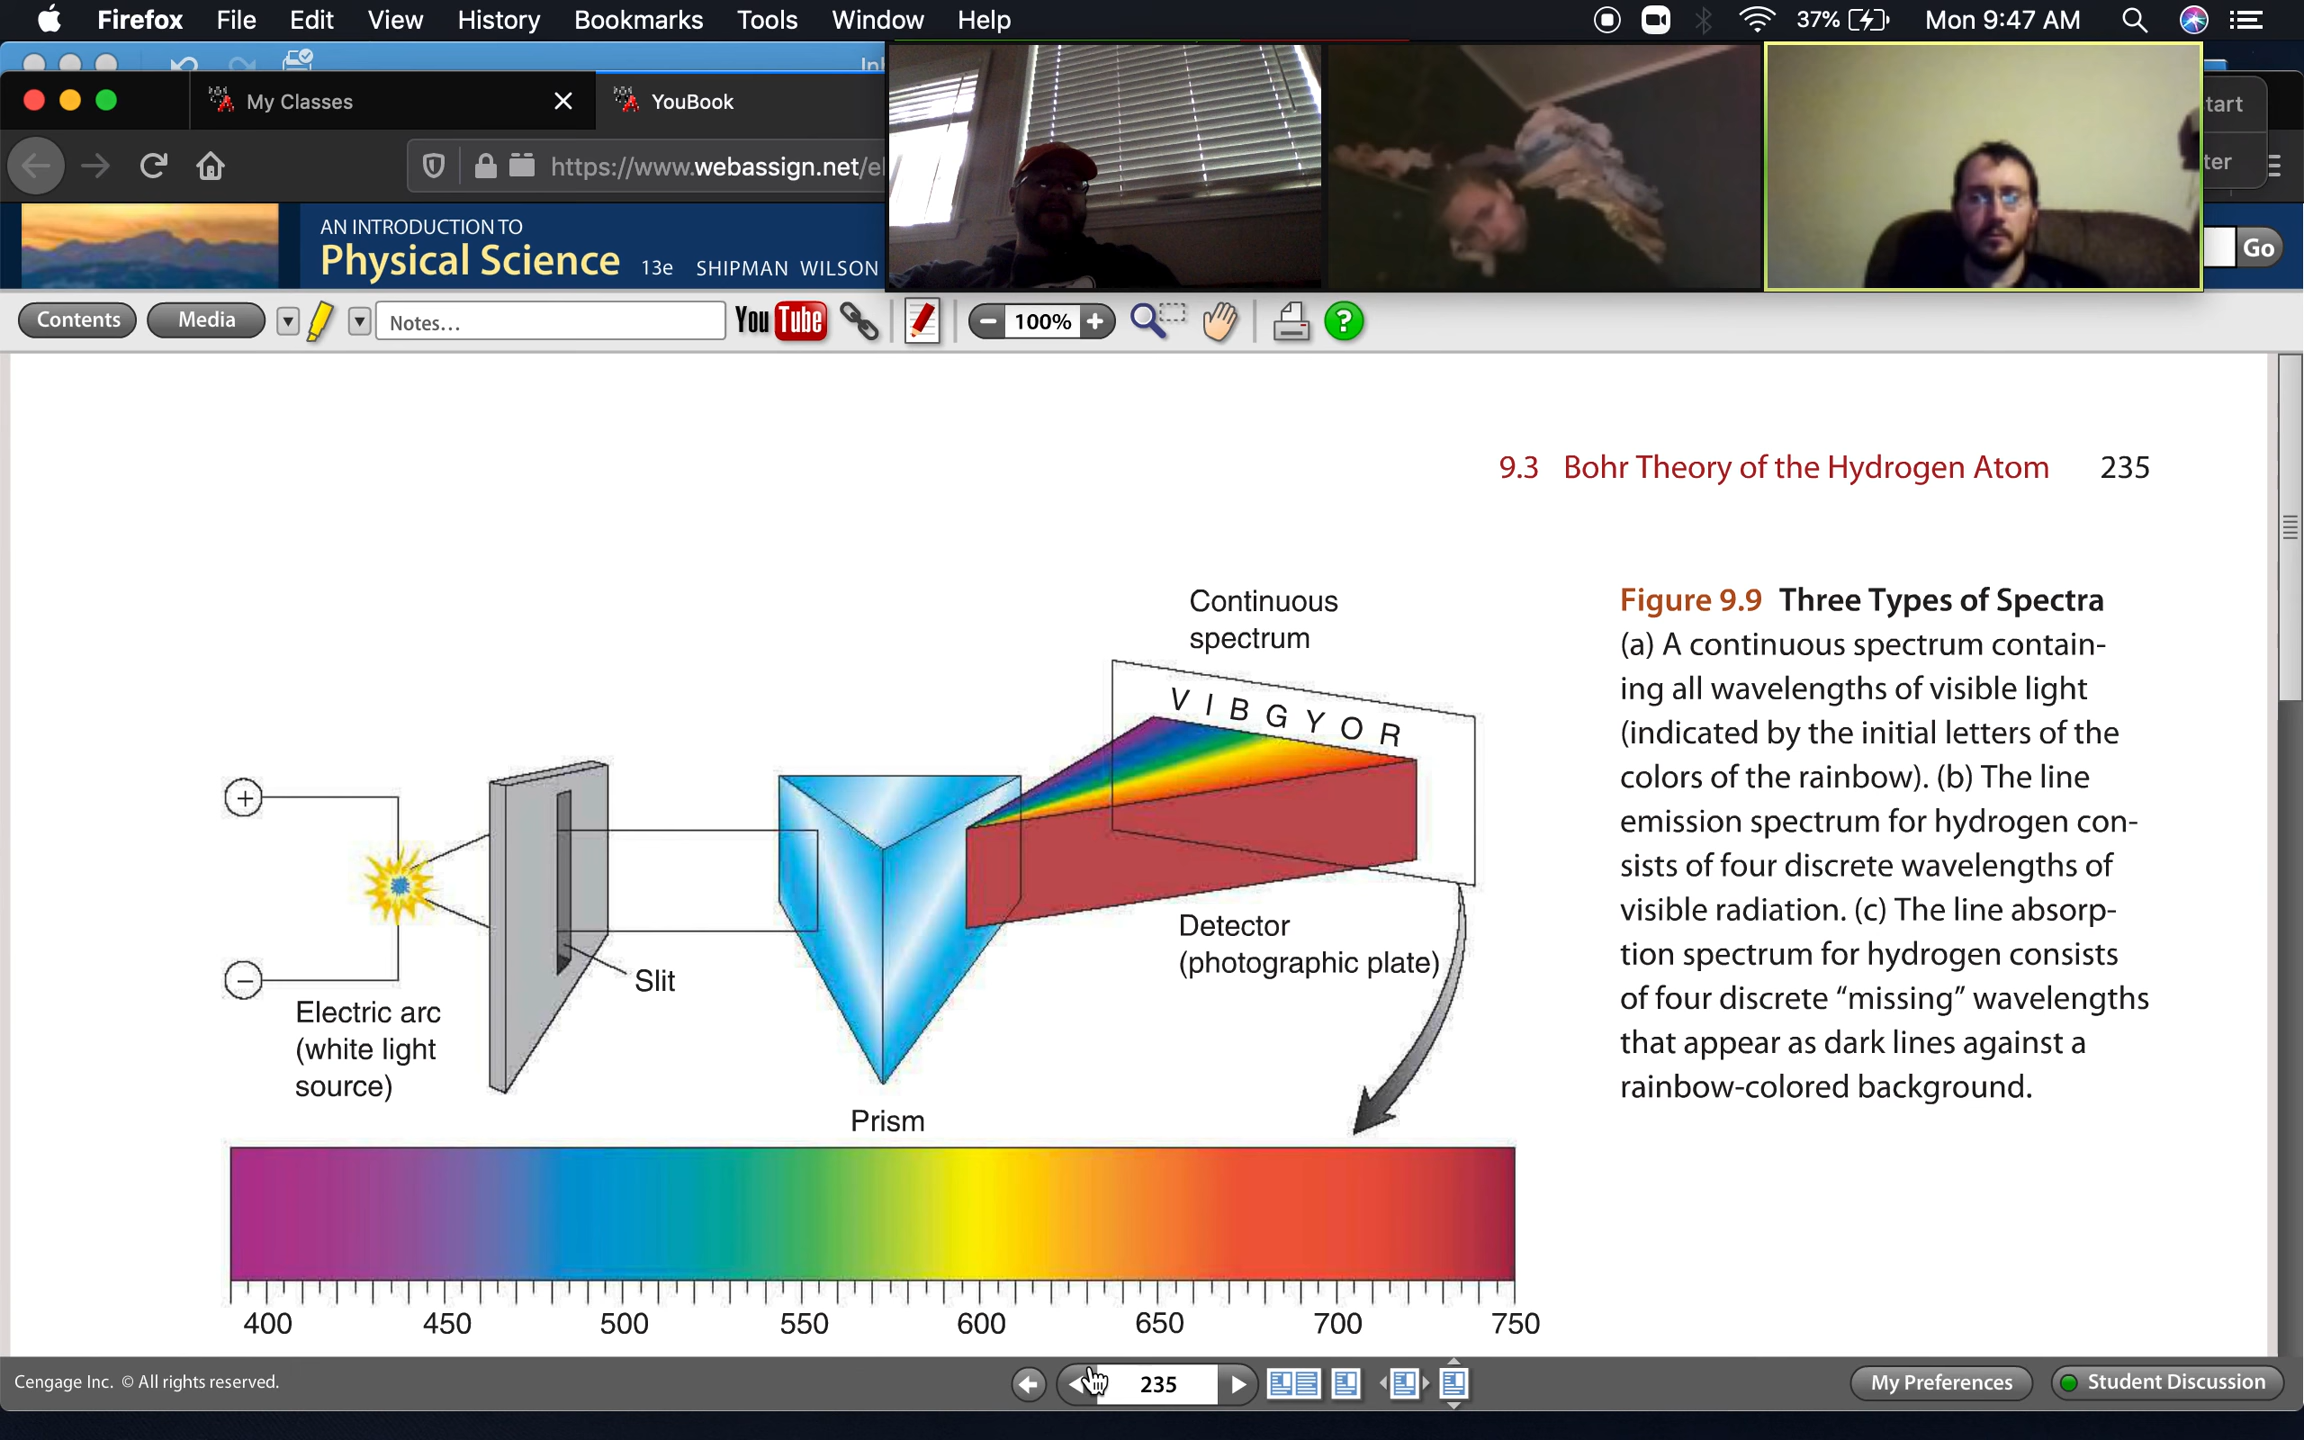 Firefox File Edit View History Bookmarks Tools Window Help 37% Mon 9:47 AM
My Classes
YouBook
tart
https://www.webassign.net/el
ter
AN INTRODUCTION TO
Physical Science 13e SHIPMAN WILSON
Go
Contents Media Notes... YouTube 100% ?
9.3 Bohr Theory of the Hydrogen Atom 235
Continuous
spectrum
V I B G Y O R
+
−
Slit
Electric arc
(white light
source)
Prism
Detector
(photographic plate)
Figure 9.9 Three Types of Spectra
(a) A continuous spectrum contain-
ing all wavelengths of visible light
(indicated by the initial letters of the
colors of the rainbow). (b) The line
emission spectrum for hydrogen con-
sists of four discrete wavelengths of
visible radiation. (c) The line absorp-
tion spectrum for hydrogen consists
of four discrete “missing” wavelengths
that appear as dark lines against a
rainbow-colored background.
400 450 500 550 600 650 700 750
Cengage Inc. © All rights reserved.
235
My Preferences
Student Discussion